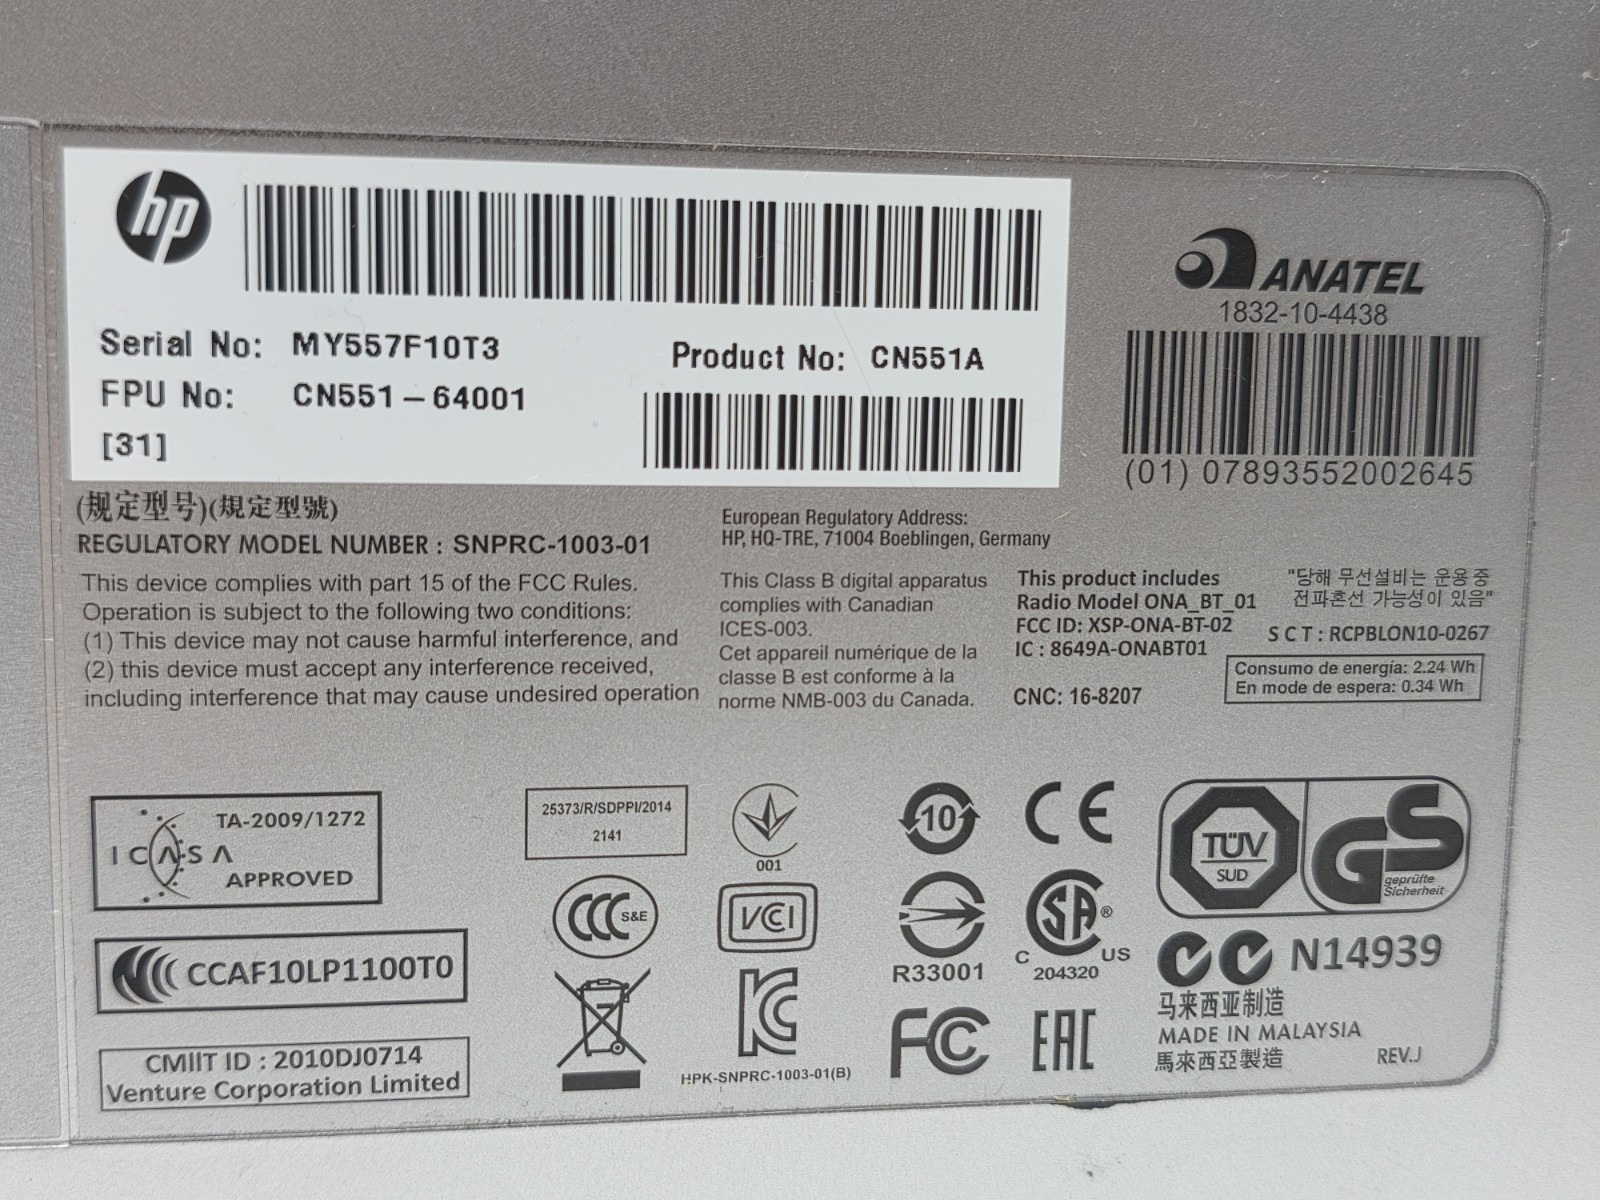 hp
Serial No: MY557F10T3
FPU No: CN551-64001
[31]
Product No: CN551A
ANATEL
1832-10-4438
(01) 07893552002645
(规定型号)(規定型號)
REGULATORY MODEL NUMBER : SNPRC-1003-01
This device complies with part 15 of the FCC Rules.
Operation is subject to the following two conditions:
(1) This device may not cause harmful interference, and
(2) this device must accept any interference received,
including interference that may cause undesired operation
European Regulatory Address:
HP, HQ-TRE, 71004 Boeblingen, Germany
This Class B digital apparatus
complies with Canadian
ICES-003.
Cet appareil numérique de la
classe B est conforme à la
norme NMB-003 du Canada.
This product includes
Radio Model ONA_BT_01
FCC ID: XSP-ONA-BT-02
IC : 8649A-ONABT01
CNC: 16-8207
"당해 무선설비는 운용 중
전파혼선 가능성이 있음"
S C T : RCPBLON10-0267
Consumo de energía: 2.24 Wh
En modo de espera: 0.34 Wh
ICASA
TA-2009/1272
APPROVED
CCAF10LP1100T0
CMIIT ID : 2010DJ0714
Venture Corporation Limited
25373/R/SDPPI/2014
2141
001
CCC S&E
VCI
HPK-SNPRC-1003-01(B)
10
R33001
FC
CE
SA®
C US
204320
EAC
TÜV
SUD
GS
geprüfte
Sicherheit
N14939
马来西亚制造
MADE IN MALAYSIA
馬來西亞製造
REV.J